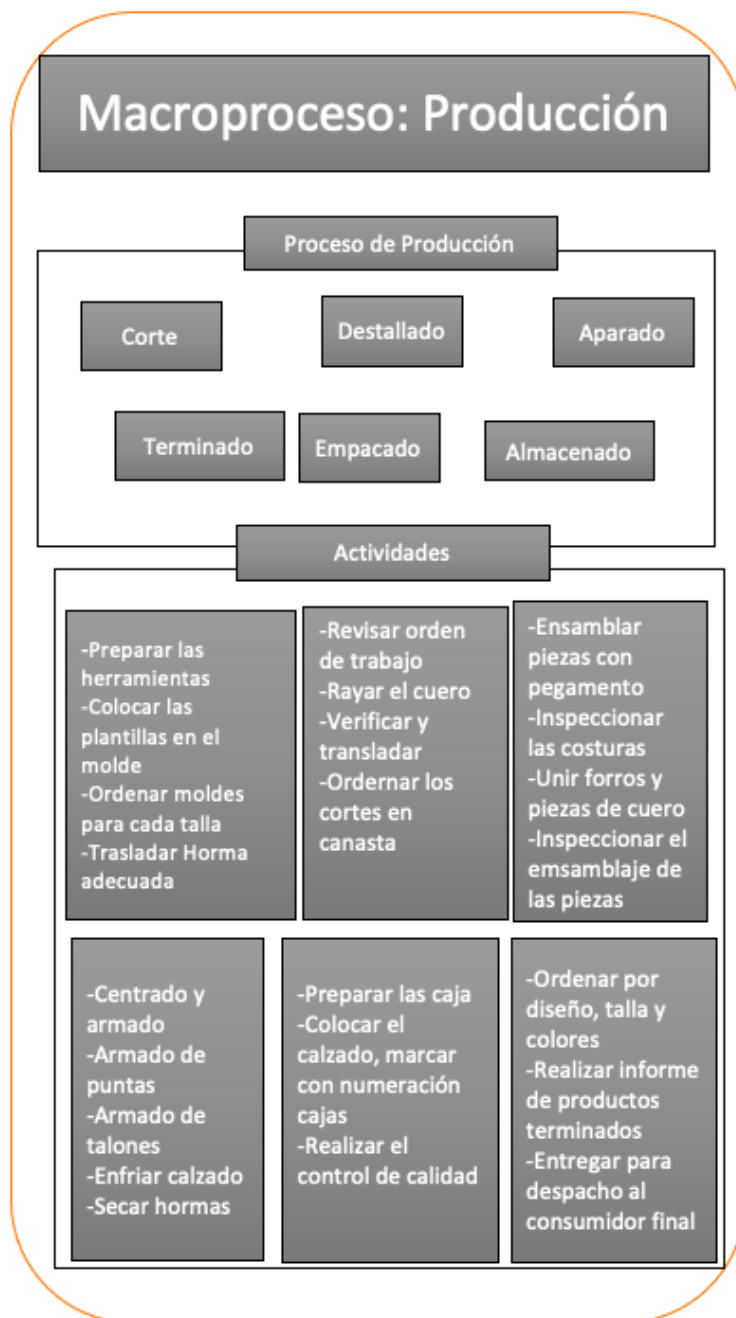 Macroproceso: Producción
Proceso de Producción
Corte
Destallado
Aparado
Terminado
Empacado
Almacenado
Actividades
-Preparar las
herramientas
-Colocar las
plantillas en el
molde
-Ordenar moldes
para cada talla
-Trasladar Horma
adecuada
-Revisar orden
de trabajo
-Rayar el cuero
-Verificar y
transladar
-Ordernar los
cortes en
canasta
-Ensamblar
piezas con
pegamento
-Inspeccionar
las costuras
-Unir forros y
piezas de cuero
-Inspeccionar el
emsamblaje de
las piezas
-Centrado y
armado
-Armado de
puntas
-Armado de
talones
-Enfriar calzado
-Secar hormas
-Preparar las caja
-Colocar el
calzado, marcar
con numeración
cajas
-Realizar el
control de calidad
-Ordenar por
diseño, talla y
colores
-Realizar informe
de productos
terminados
-Entregar para
despacho al
consumidor final